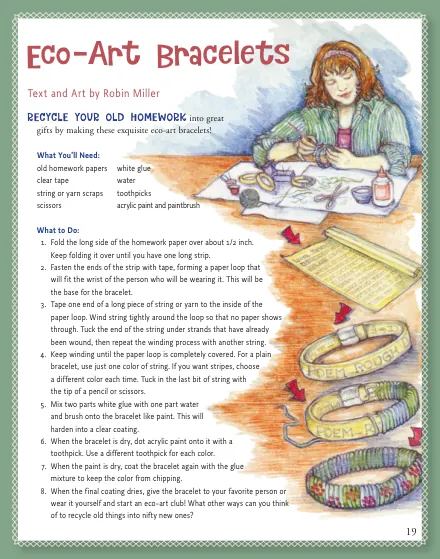 Eco-Art Bracelets
Text and Art by Robin Miller
RECYCLE YOUR OLD HOMEWORK into great
gifts by making these exquisite eco-art bracelets!
What You'll Need:
old homework papers white glue
clear tape water
string or yarn scraps toothpicks
scissors acrylic paint and paintbrush
What to Do:
1. Fold the long side of the homework paper over about 1/2 inch.
Keep folding it over until you have one long strip.
2. Fasten the ends of the strip with tape, forming a paper loop that
will fit the wrist of the person who will be wearing it. This will be
the base for the bracelet.
3. Tape one end of a long piece of string or yarn to the inside of the
paper loop. Wind string tightly around the loop so that no paper shows
through. Tuck the end of the string under strands that have already
been wound, then repeat the winding process with another string.
4. Keep winding until the paper loop is completely covered. For a plain
bracelet, use just one color of string. If you want stripes, choose
a different color each time. Tuck in the last bit of string with
the tip of a pencil or scissors.
5. Mix two parts white glue with one part water
and brush onto the bracelet like paint. This will
harden into a clear coating.
6. When the bracelet is dry, dot acrylic paint onto it with a
toothpick. Use a different toothpick for each color.
7. When the paint is dry, coat the bracelet again with the glue
mixture to keep the color from chipping.
8. When the final coating dries, give the bracelet to your favorite person or
wear it yourself and start an eco-art club! What other ways can you think
of to recycle old things into nifty new ones?
POEM
POEM
19